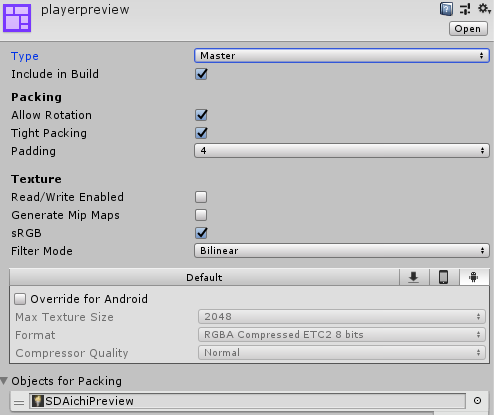 playerpreview
Open
Type Master
Include in Build
Packing
Allow Rotation
Tight Packing
Padding 4
Texture
Read/Write Enabled
Generate Mip Maps
sRGB
Filter Mode Bilinear
Default
Override for Android
Max Texture Size 2048
Format RGBA Compressed ETC2 8 bits
Compressor Quality Normal
Objects for Packing
SDAichiPreview